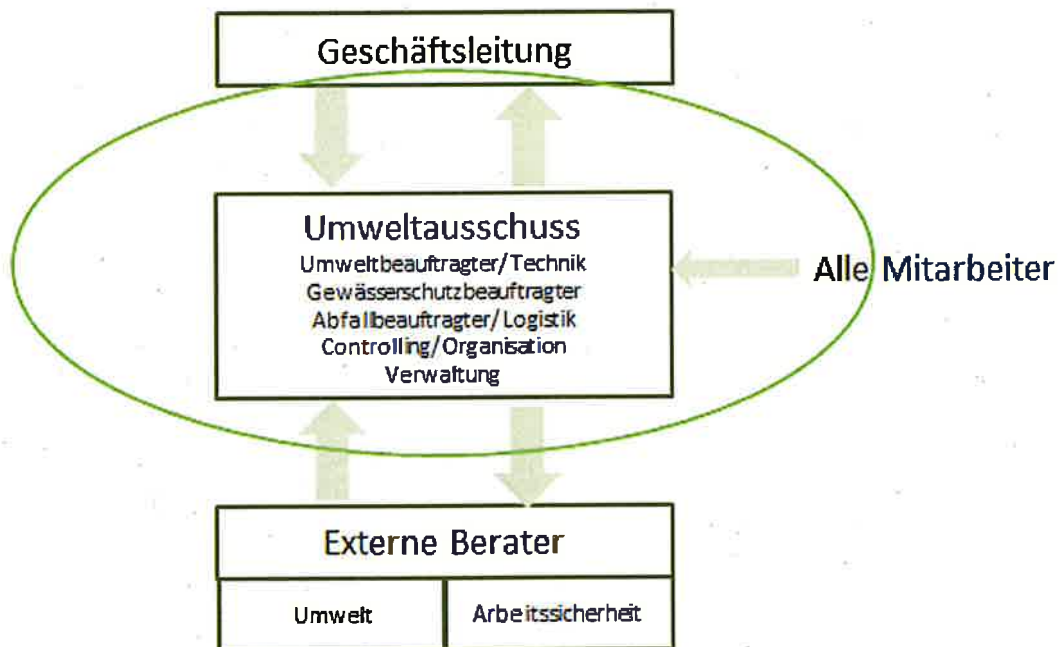 Geschäftsleitung
Umweltausschuss
Umweltbeauftragter/Technik
Gewässerschutzbeauftragter
Abfallbeauftragter/Logistik
Controlling/Organisation
Verwaltung
Alle Mitarbeiter
Externe Berater
Umwelt
Arbeitssicherheit